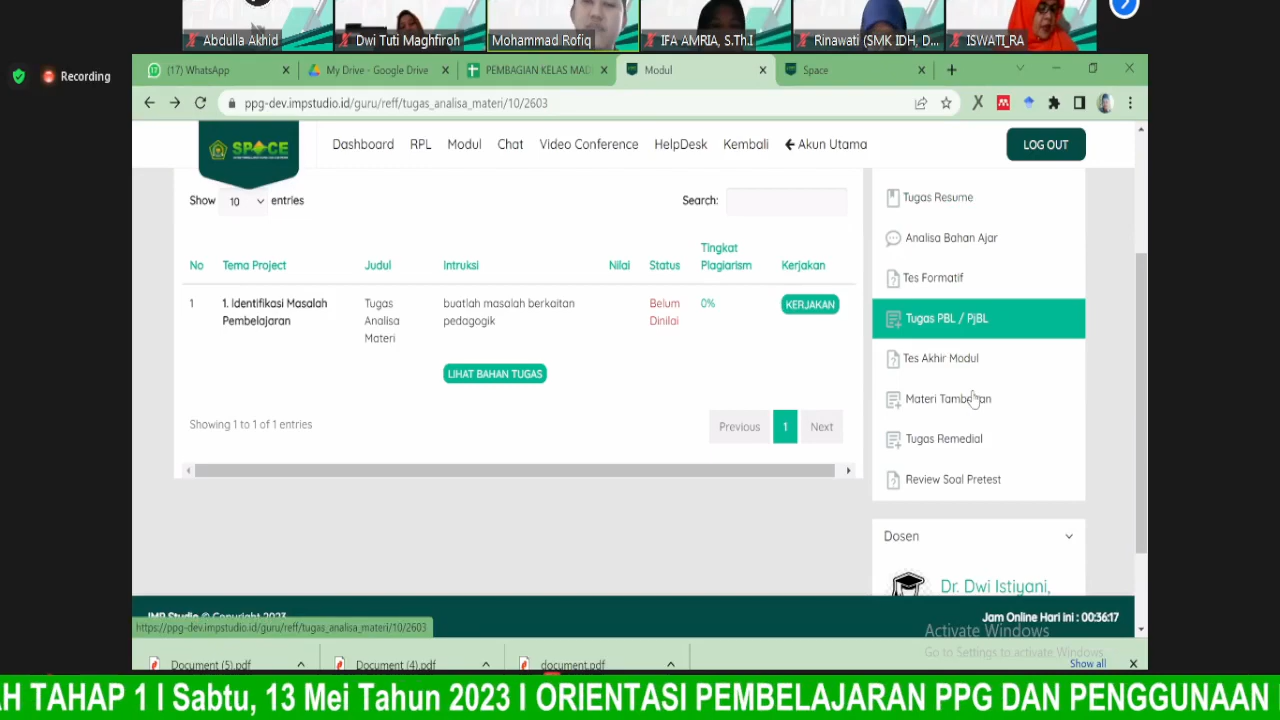 Abdulla Akhid
Dwi Tuti Maghfiroh
Mohammad Rofiq
IFA AMRIA, S.Th.I
Rinawati (SMK IDH, D...
ISWATI_RA
Recording
(17) WhatsApp
My Drive - Google Drive
PEMBAGIAN KELAS MAD
Modul
Space
ppg-dev.impstudio.id/guru/reff/tugas_analisa_materi/10/2603
SPACE
Dashboard RPL Modul Chat Video Conference HelpDesk Kembali Akun Utama
LOG OUT
Show 10 entries
Search:
No Tema Project Judul Intruksi Nilai Status Tingkat Plagiarism Kerjakan
1 1. Identifikasi Masalah Pembelajaran
Tugas Analisa Materi
buatlah masalah berkaitan pedagogik
LIHAT BAHAN TUGAS
Belum Dinilai
0%
KERJAKAN
Showing 1 to 1 of 1 entries
Previous 1 Next
Tugas Resume
Analisa Bahan Ajar
Tes Formatif
Tugas PBL / PjBL
Tes Akhir Modul
Materi Tambahan
Tugas Remedial
Review Soal Pretest
Dosen
Dr. Dwi Istiyani,
IMP Studio © Copyright 2023
Jam Online Hari ini : 00:36:17
https://ppg-dev.impstudio.id/guru/reff/tugas_analisa_materi/10/2603
Activate Windows
Go to Settings to activate Windows.
Document (5).pdf
Document (4).pdf
document.pdf
Show all
AH TAHAP 1 I Sabtu, 13 Mei Tahun 2023 I ORIENTASI PEMBELAJARAN PPG DAN PENGGUNAAN